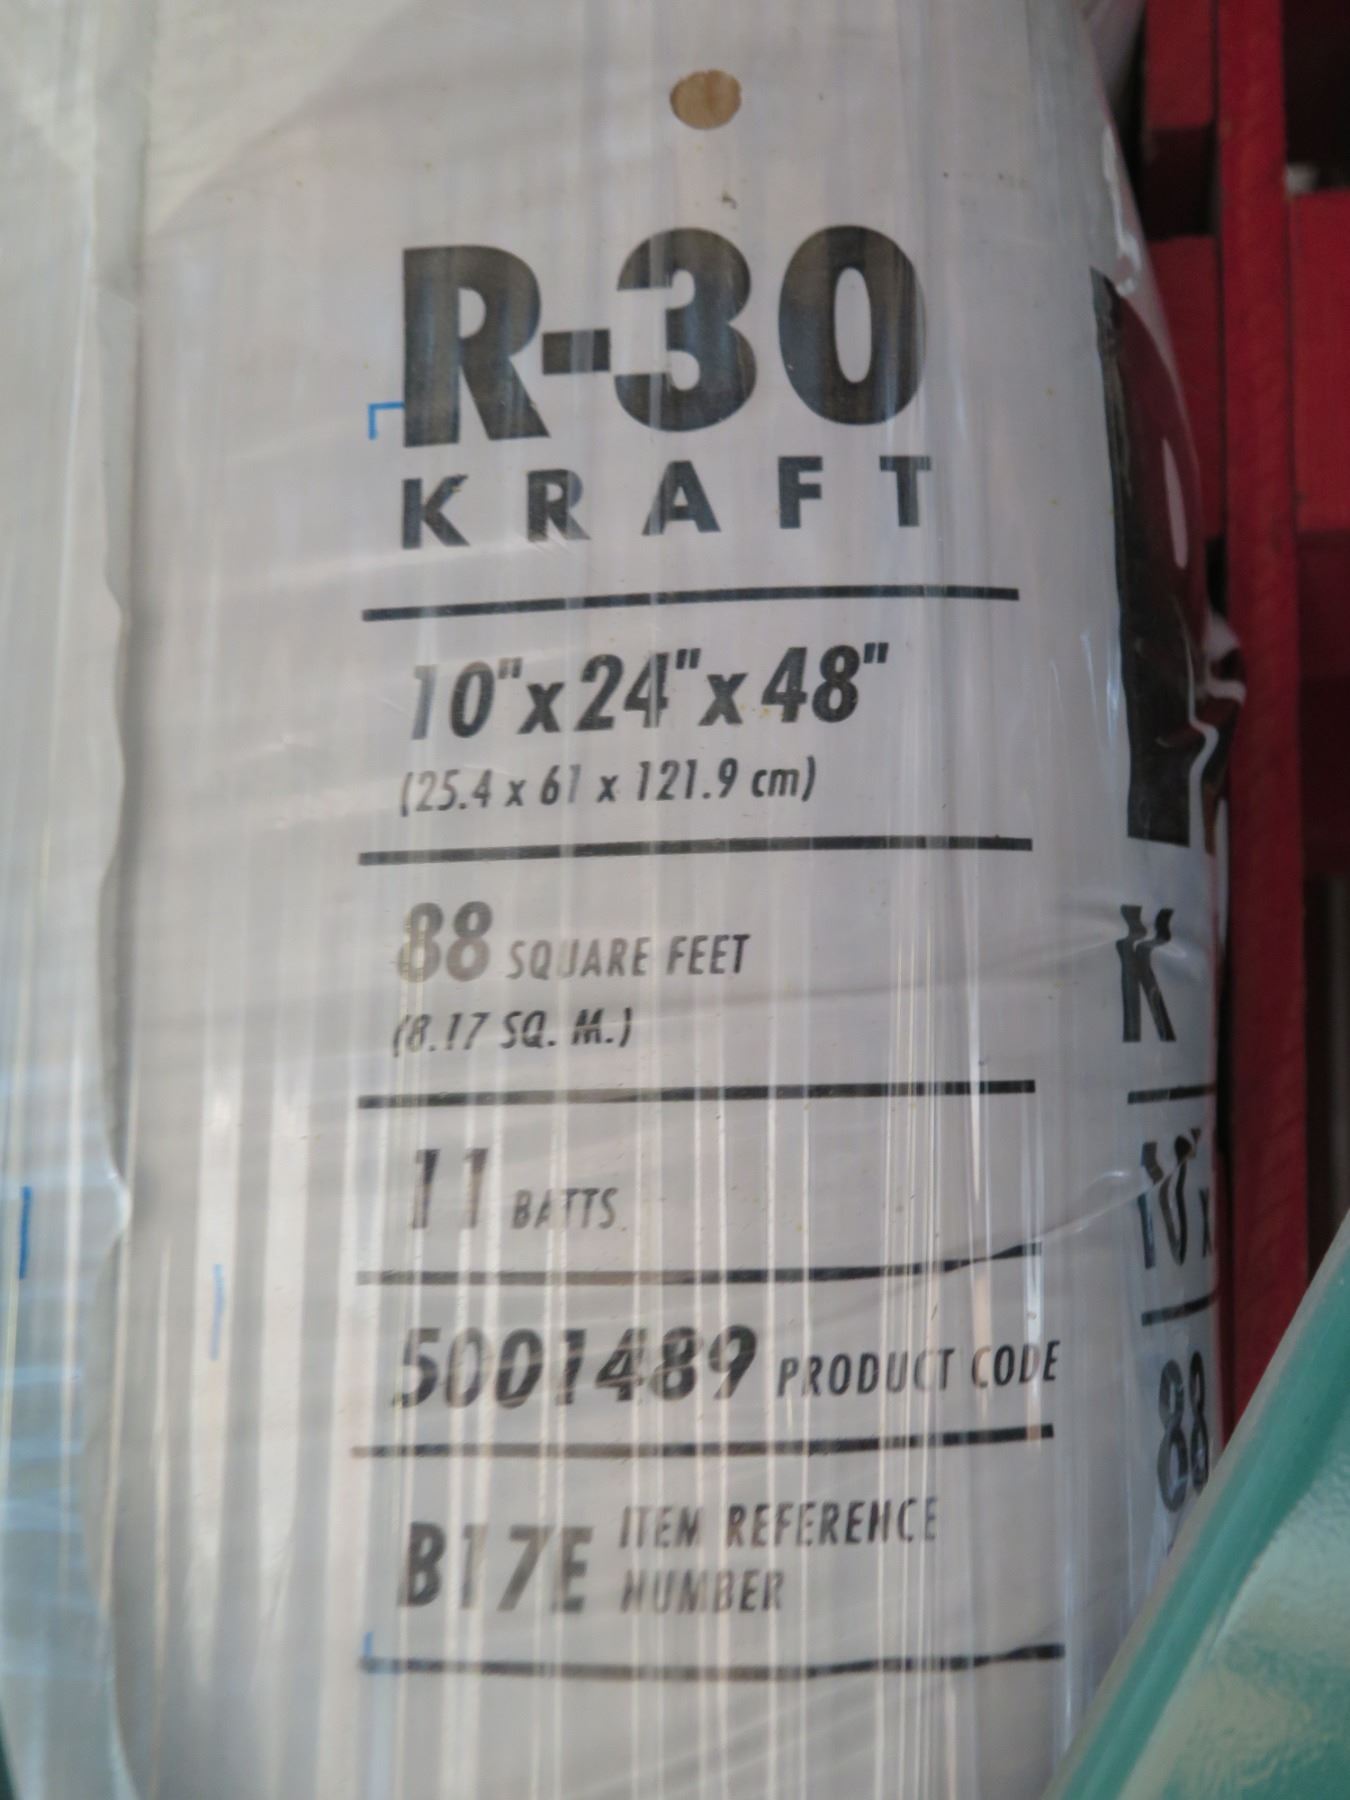 R-30
KRAFT
10"x24"x48"
(25.4 x 61 x 121.9 cm)
88 SQUARE FEET
(8.17 SQ. M.)
11 BATTS
5001489 PRODUCT CODE
B17E ITEM REFERENCE
NUMBER
K
10" x
88